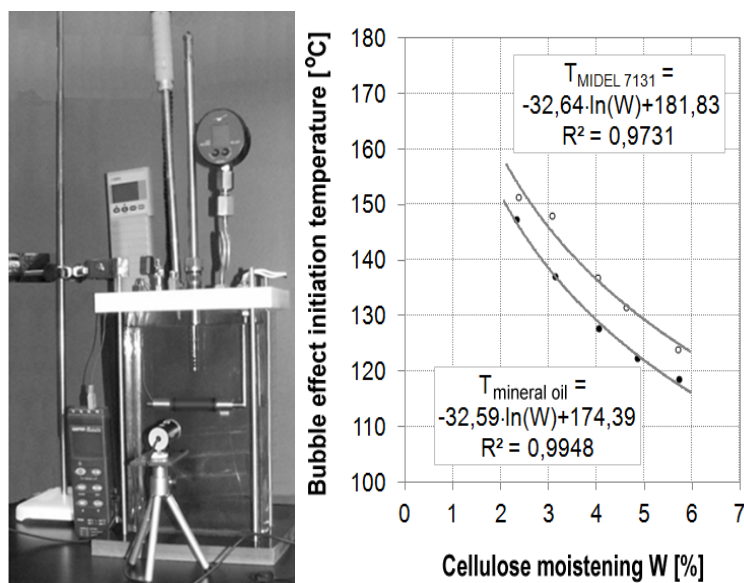 Bubble effect initiation temperature [°C]
180
170
160
150
140
130
120
110
100
T MIDEL 7131 =
-32,64·ln(W)+181,83
R² = 0,9731
T mineral oil =
-32,59·ln(W)+174,39
R² = 0,9948
0 1 2 3 4 5 6 7
Cellulose moistening W [%]